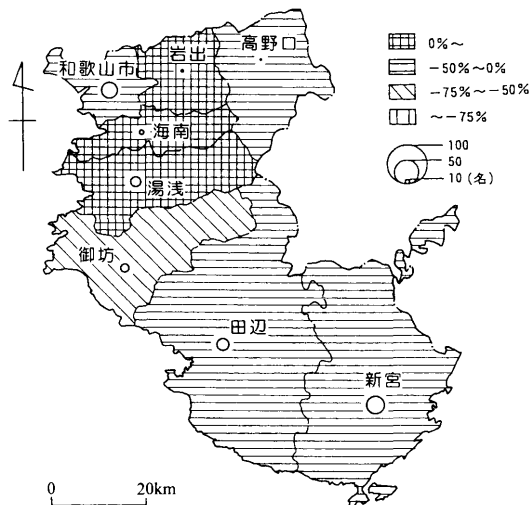 高野口
岩出
和歌山市
海南
湯浅
御坊
田辺
新宮
0%～
-50%～0%
-75%～-50%
～-75%
100
50
10(名)
0 20km